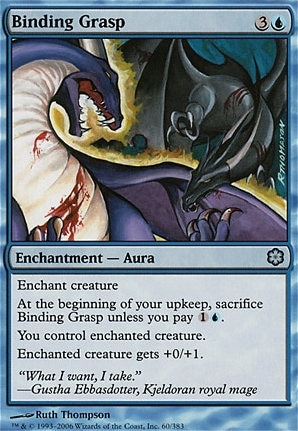 Binding Grasp 3
R.THOMPSON
Enchantment — Aura
Enchant creature
At the beginning of your upkeep, sacrifice
Binding Grasp unless you pay 1 .
You control enchanted creature.
Enchanted creature gets +0/+1.
"What I want, I take."
—Gustha Ebbasdotter, Kjeldoran royal mage
Ruth Thompson
™ & © 1993–2006 Wizards of the Coast, Inc. 60/383